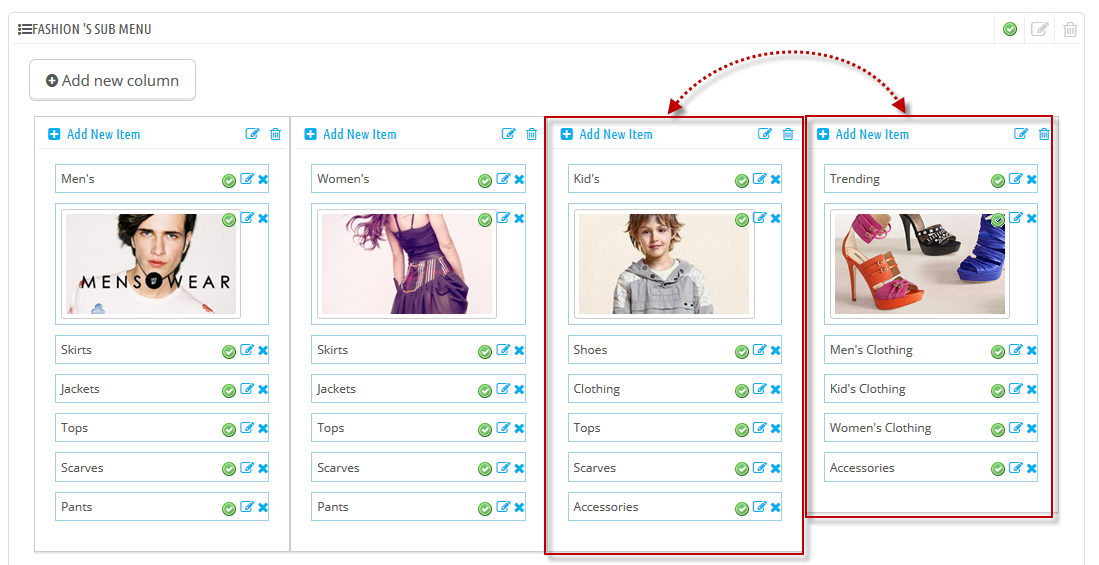 FASHION 'S SUB MENU
Add new column
Add New Item
Men's
MENSWEAR
Skirts
Jackets
Tops
Scarves
Pants
Add New Item
Women's
Skirts
Jackets
Tops
Scarves
Pants
Add New Item
Kid's
Shoes
Clothing
Tops
Scarves
Accessories
Add New Item
Trending
Men's Clothing
Kid's Clothing
Women's Clothing
Accessories